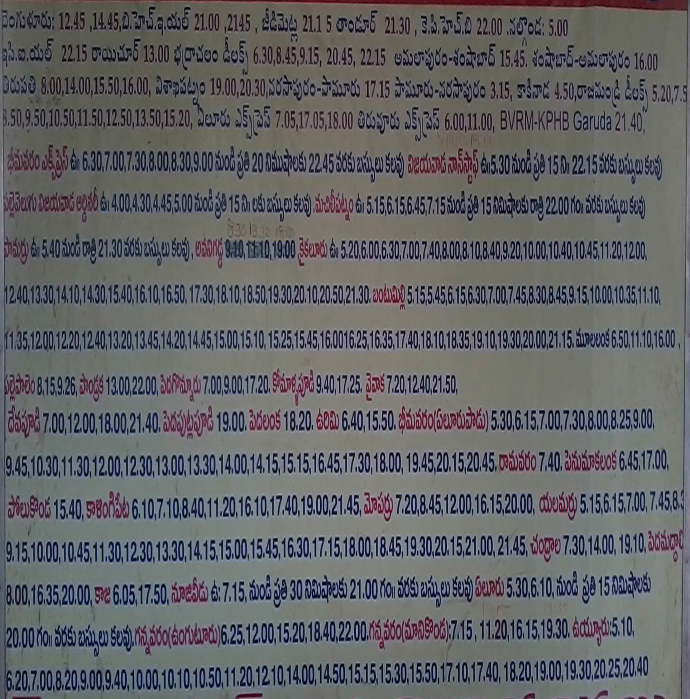 బెంగుళూరు: 12.45 ,14.45,బి.హెచ్.ఇ.యల్ 21.00 ,2145 , జీడిమెట్ల 21.1 5 తాండూర్ 21.30 , కె.పి.హెచ్.బి 22.00 .నల్గొండ: 5.00
ఇసి.ఐ.యల్ 22.15 రాయిచూర్ 13.00 భద్రాచలం డీలక్స్ 6.30,8.45,9.15, 20.45, 22.15 అమలాపురం-శంషాబాద్ 15.45, శంషాబాద్-అమలాపురం 16.00
తిరుపతి 8.00,14.00,15.50,16.00, విశాఖపట్నం 19.00,20.30,నరసాపురం-పామూరు 17.15 పామూరు-నరసాపురం 3.15, కాకినాడ 4.50,రాజమండ్రి డీలక్స్ 5.20,7.5
8.50,9.50,10.50,11.50,12.50,13.50,15.20, ఏలూరు ఎక్స్‌ప్రెస్ 7.05,17.05,18.00 తిరువూరు ఎక్స్‌ప్రెస్ 6.00,11.00, BVRM-KPHB Garuda 21.40,
భీమవరం ఎక్స్‌ప్రెస్ ఉ: 6.30,7.00,7.30,8.00,8.30,9.00 నుండి ప్రతి 20 నిముషాలకు 22.45 వరకు బస్సులు కలవు విజయవాడ నాన్‌స్టాప్ ఉ:5.30 నుండి ప్రతి 15 ని: 22.15 వరకు బస్సులు కలవు
పల్లెవెలుగు విజయవాడ ఆర్డినరీ ఉ: 4.00,4.30,4.45,5.00 నుండి ప్రతి 15 ని: లకు బస్సులు కలవు మచిలీపట్నం ఉ: 5.15,6.15,6.45,7.15 నుండి ప్రతి 15 నిమిషాలకు రాత్రి 22.00 గం: వరకు బస్సులు కలవు
పామర్రు ఉ: 5.40 నుండి రాత్రి 21.30 వరకు బస్సులు కలవు, అవనిగడ్డ 9.10,11.10,19.00 కైకలూరు ఉ: 5.20,6.00,6.30,7.00,7.40,8.00,8.10,8.40,9.20,10.00,10.40,10.45,11.20,12.00,
12.40,13.30,14.10,14.30,15.40,16.10,16.50, 17.30,18.10,18.50,19.30,20.10,20.50,21.30. బంటుమిల్లి 5.15,5.45,6.15,6.30,7.00,7.45,8.30,8.45,9.15,10.00,10.35,11.10,
11.35,12.00,12.20,12.40,13.20,13.45,14.20,14.45,15.00,15.10, 15.25,15.45,16.0016.25,16.35,17.40,18.10,18.35,19.10,19.30,20.00,21.15. మూలలంక 6.50,11.10,16.00 ,
పల్లెపాలెం 8,15,9.26, పాండ్రక 13.00,22.00, పెదగొన్నూరు 7.00,9.00,17.20. కోమాళ్ళపూడి 9.40,17.25. వైవాక 7.20,12.40,21.50,
దేవపూడి 7.00,12.00,18.00,21.40. పెదపుట్లపూడి 19.00. పెదలంక 18.20. ఉరిమి 6.40,15.50. భీమవరం(ఏలూరుపాడు) 5.30,6.15,7.00,7.30,8.00,8.25,9.00,
9.45,10.30,11.30,12.00,12.30,13.00,13.30,14.00,14.15,15.15,16.45,17.30,18.00, 19.45,20.15,20.45, రామవరం 7.40. పెనుమాకలంక 6.45,17.00,
పోలుకొండ 15.40, కాళింగిపేట 6.10,7.10,8.40,11.20,16.10,17.40,19.00,21.45, మోపర్రు 7.20,8.45,12.00,16.15,20.00, యలమర్రు 5.15,6.15,7.00, 7.45,8.3
9.15,10.00,10.45,11.30,12.30,13.30,14.15,15.00,15.45,16.30,17.15,18.00,18.45,19.30,20.15,21.00, 21.45, చంద్రాల 7.30,14.00, 19.10, పెదమద్దాలి
8.00,16.35,20.00, కాజ 6.05,17.50, నూజివీడు ఉ: 7.15, నుండి ప్రతి 30 నిమిషాలకు 21.00 గం: వరకు బస్సులు కలవు ఏలూరు 5.30,6.10, నుండి ప్రతి 15 నిమిషాలకు
20.00 గం: వరకు బస్సులు కలవు.గన్నవరం(ఉంగుటూరు)6.25,12.00,15.20,18.40,22.00.గన్నవరం(మానికొండ):7.15 , 11.20,16.15,19.30. ఉయ్యూరు:5.10,
6.20,7.00,8.20,9.00,9.40,10.00,10.10,10.50,11.20,12.10,14.00,14.50,15.15,15.30,15.50,17.10,17.40, 18.20,19.00,19.30,20.25,20.40